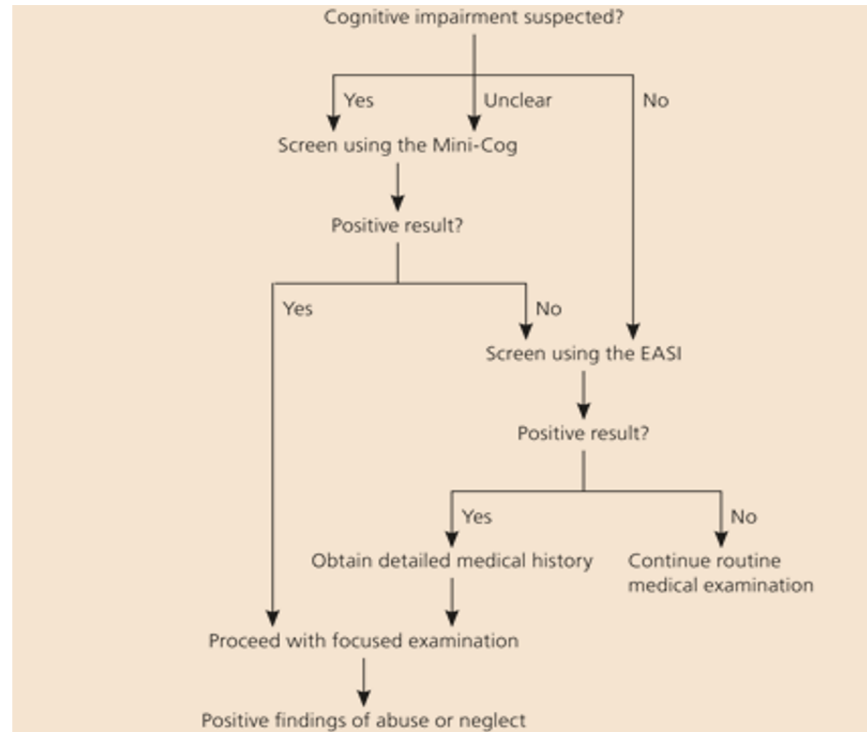 Cognitive impairment suspected?
Yes
Unclear
No
Screen using the Mini-Cog
Positive result?
Yes
No
Screen using the EASI
Positive result?
Yes
No
Obtain detailed medical history
Continue routine
medical examination
Proceed with focused examination
Positive findings of abuse or neglect